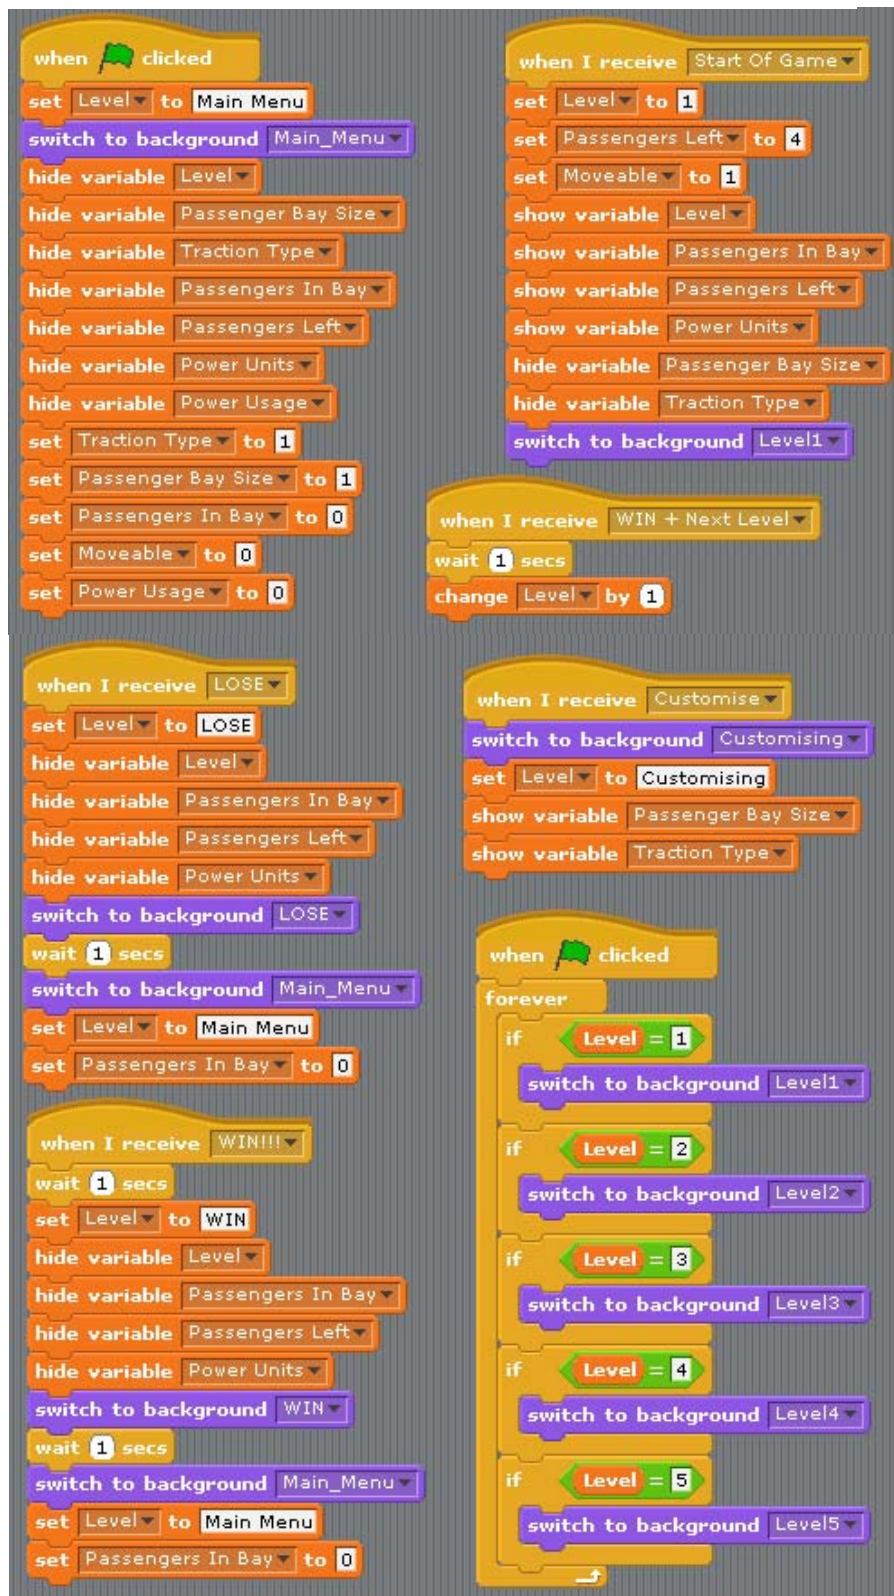 when clicked
set Level to Main Menu
switch to background Main_Menu
hide variable Level
hide variable Passenger Bay Size
hide variable Traction Type
hide variable Passengers In Bay
hide variable Passengers Left
hide variable Power Units
hide variable Power Usage
set Traction Type to 1
set Passenger Bay Size to 1
set Passengers In Bay to 0
set Moveable to 0
set Power Usage to 0
when I receive Start Of Game
set Level to 1
set Passengers Left to 4
set Moveable to 1
show variable Level
show variable Passengers In Bay
show variable Passengers Left
show variable Power Units
hide variable Passenger Bay Size
hide variable Traction Type
switch to background Level1
when I receive WIN + Next Level
wait 1 secs
change Level by 1
when I receive LOSE
set Level to LOSE
hide variable Level
hide variable Passengers In Bay
hide variable Passengers Left
hide variable Power Units
switch to background LOSE
wait 1 secs
switch to background Main_Menu
set Level to Main Menu
set Passengers In Bay to 0
when I receive WIN!!!
wait 1 secs
set Level to WIN
hide variable Level
hide variable Passengers In Bay
hide variable Passengers Left
hide variable Power Units
switch to background WIN
wait 1 secs
switch to background Main_Menu
set Level to Main Menu
set Passengers In Bay to 0
when I receive Customise
switch to background Customising
set Level to Customising
show variable Passenger Bay Size
show variable Traction Type
when clicked
forever
if Level = 1
switch to background Level1
if Level = 2
switch to background Level2
if Level = 3
switch to background Level3
if Level = 4
switch to background Level4
if Level = 5
switch to background Level5